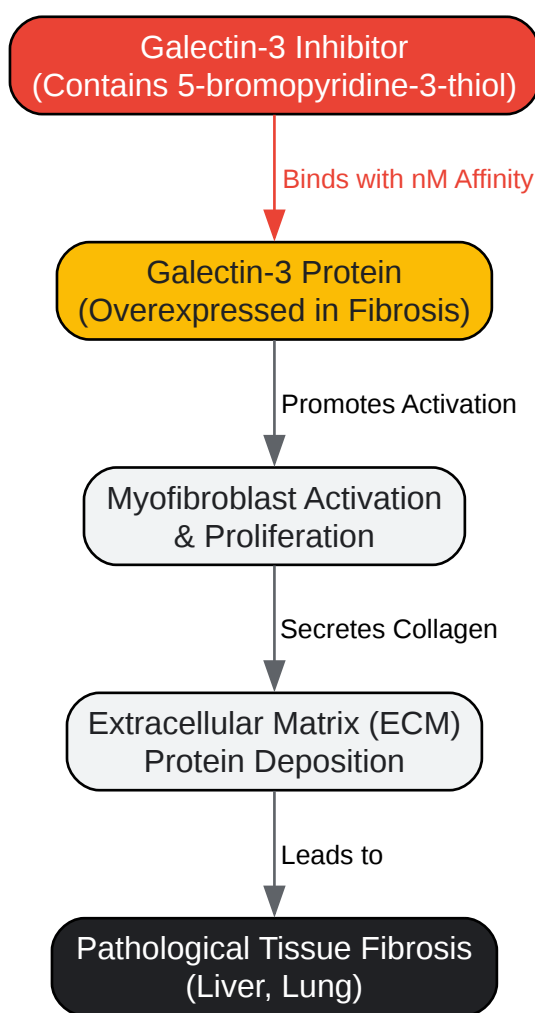 Galectin-3 Inhibitor
(Contains 5-bromopyridine-3-thiol)
Binds with nM Affinity
Galectin-3 Protein
(Overexpressed in Fibrosis)
Promotes Activation
Myofibroblast Activation
& Proliferation
Secretes Collagen
Extracellular Matrix (ECM)
Protein Deposition
Leads to
Pathological Tissue Fibrosis
(Liver, Lung)